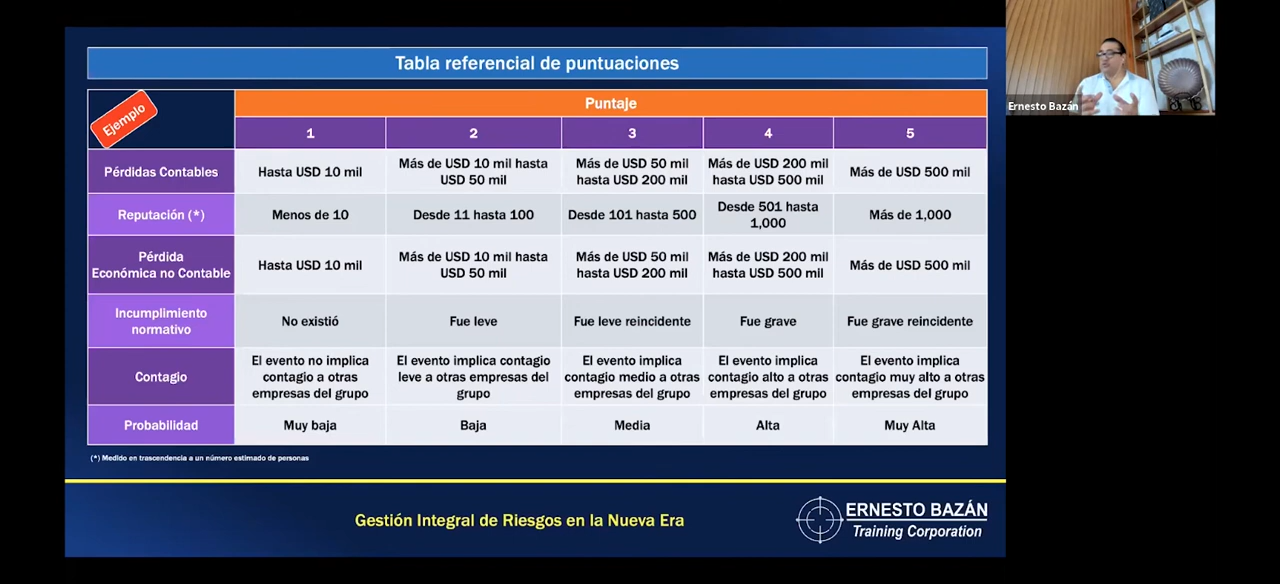 Tabla referencial de puntuaciones
Ejemplo
Puntaje
1 2 3 4 5
Pérdidas Contables
Hasta USD 10 mil
Más de USD 10 mil hasta
USD 50 mil
Más de USD 50 mil
hasta USD 200 mil
Más de USD 200 mil
hasta USD 500 mil
Más de USD 500 mil
Reputación (*)
Menos de 10
Desde 11 hasta 100
Desde 101 hasta 500
Desde 501 hasta
1,000
Más de 1,000
Pérdida
Económica no Contable
Hasta USD 10 mil
Más de USD 10 mil hasta
USD 50 mil
Más de USD 50 mil
hasta USD 200 mil
Más de USD 200 mil
hasta USD 500 mil
Más de USD 500 mil
Incumplimiento
normativo
No existió
Fue leve
Fue leve reincidente
Fue grave
Fue grave reincidente
Contagio
El evento no implica
contagio a otras
empresas del grupo
El evento implica contagio
leve a otras empresas del
grupo
El evento implica
contagio medio a otras
empresas del grupo
El evento implica
contagio alto a otras
empresas del grupo
El evento implica
contagio muy alto a otras
empresas del grupo
Probabilidad
Muy baja
Baja
Media
Alta
Muy Alta
(*) Medido en trascendencia a un número estimado de personas
Gestión Integral de Riesgos en la Nueva Era
ERNESTO BAZÁN
Training Corporation
Ernesto Bazán